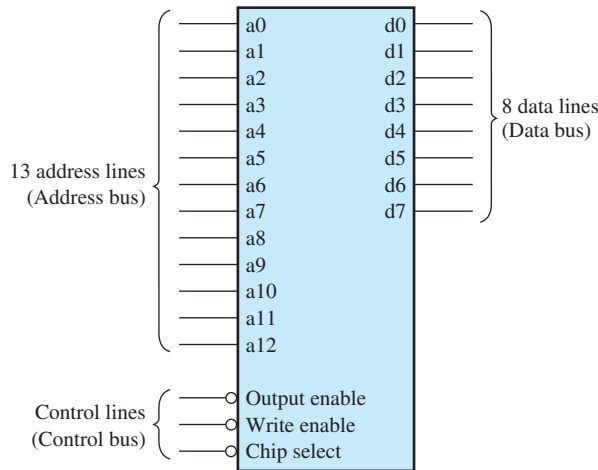 a0 d0
a1 d1
a2 d2
a3 d3
a4 d4
a5 d5
a6 d6
a7 d7
a8
a9
a10
a11
a12
13 address lines
(Address bus)
8 data lines
(Data bus)
Control lines
(Control bus)
Output enable
Write enable
Chip select